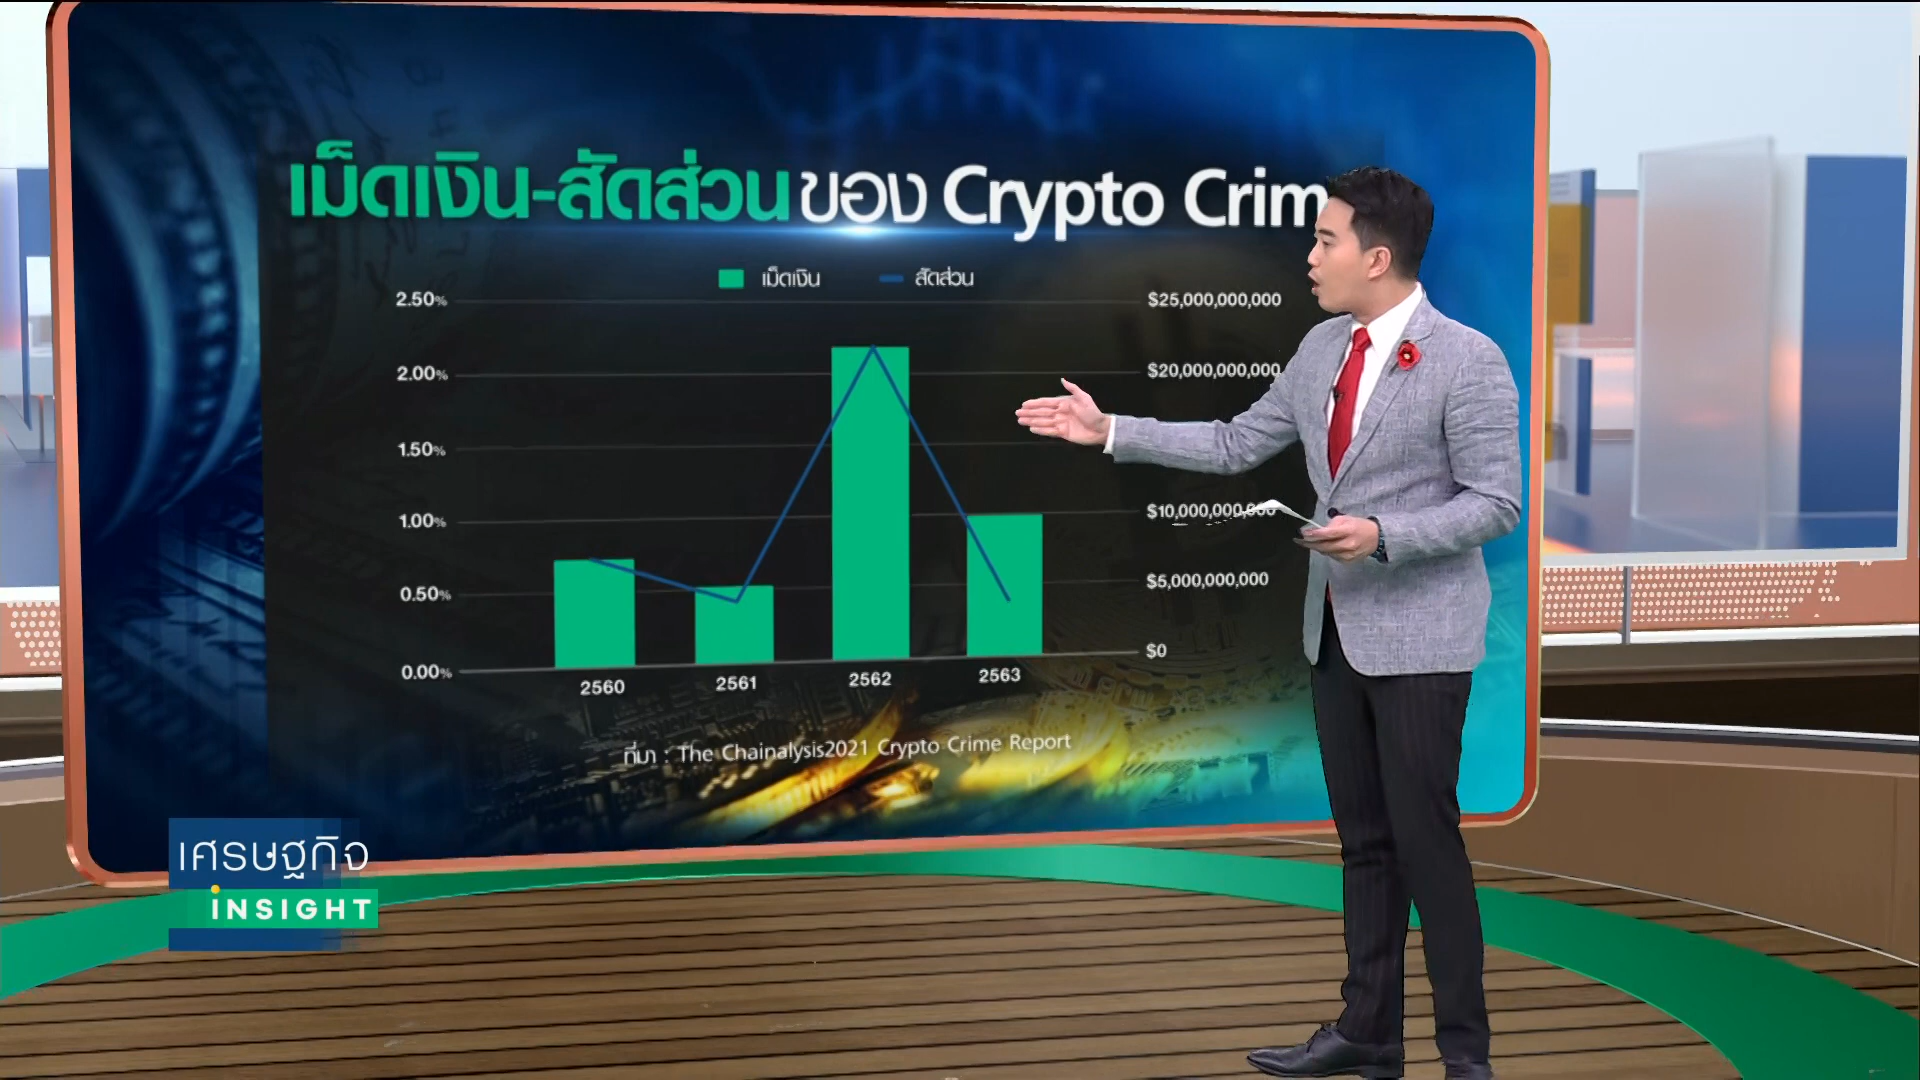 เม็ดเงิน-สัดส่วนของ Crypto Crim
เม็ดเงิน สัดส่วน
2.50% $25,000,000,000
2.00% $20,000,000,000
1.50%
1.00% $10,000,000,000
0.50% $5,000,000,000
0.00% $0
2560 2561 2562 2563
ที่มา : The Chainalysis2021 Crypto Crime Report
เศรษฐกิจ
INSIGHT